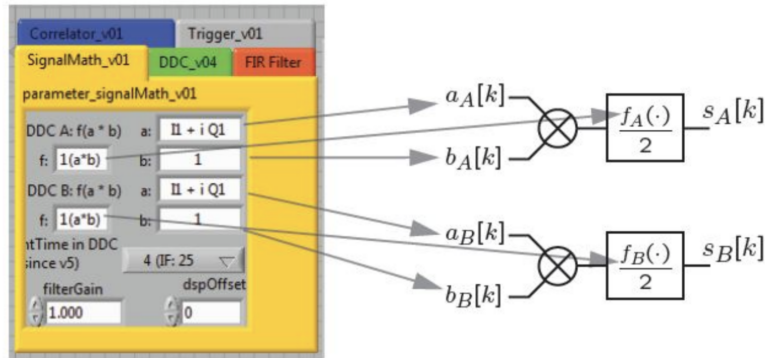 Correlator_v01 Trigger_v01
SignalMath_v01 DDC_v04 FIR Filter
parameter_signalMath_v01
DDC A: f(a * b) a: I1 + i Q1
f: 1(a*b) b: 1
DDC B: f(a * b) a: I1 + i Q1
f: 1(a*b) b: 1
ntTime in DDC
since v5) 4 (IF: 25
filterGain dspOffset
1.000 0
a_A[k]
b_A[k]
f_A(·)
2
s_A[k]
a_B[k]
b_B[k]
f_B(·)
2
s_B[k]